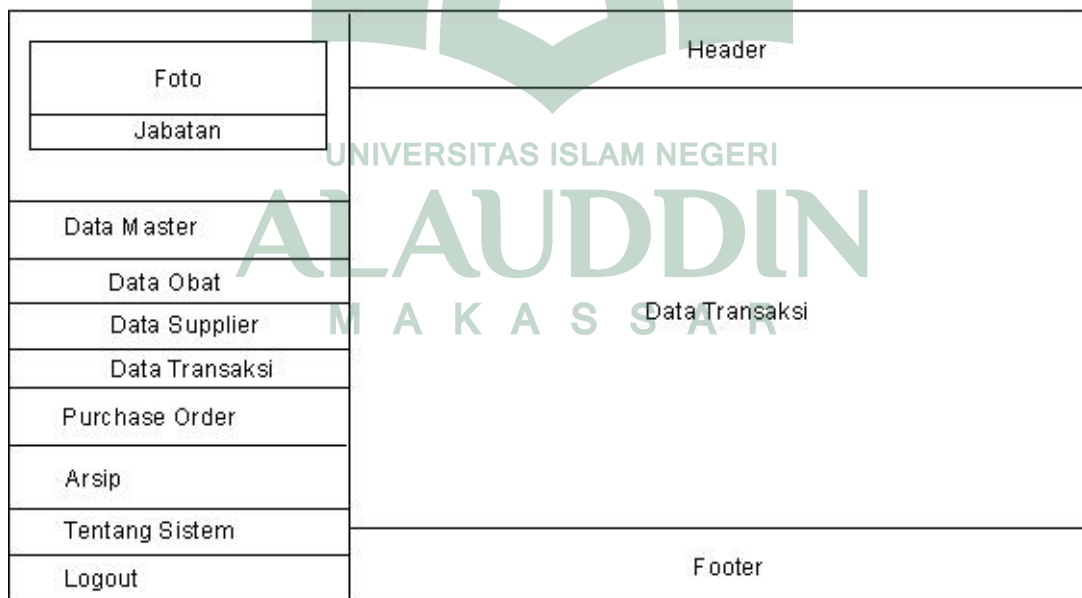 Foto
Jabatan
Data Master
Data Obat
Data Supplier
Data Transaksi
Purchase Order
Arsip
Tentang Sistem
Logout
Header
UNIVERSITAS ISLAM NEGERI
ALAUDDIN
MAKASSAR
Data Transaksi
Footer